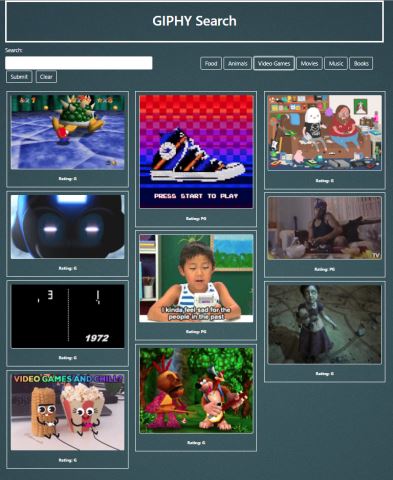 GIPHY Search
Search:
Food
Animals
Video Games
Movies
Music
Books
Submit
Clear
Rating: G
Rating: G
3
1
1972
Rating: G
VIDEO GAMES AND CHILL?
Rating: G
PRESS START TO PLAY
Rating: PG
I kinda feel sad for the
people in the past.
Rating: PG
Rating: G
Rating: G
TV
Rating: PG
Rating: G